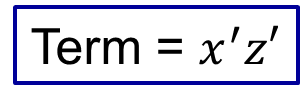 Term = x′z′